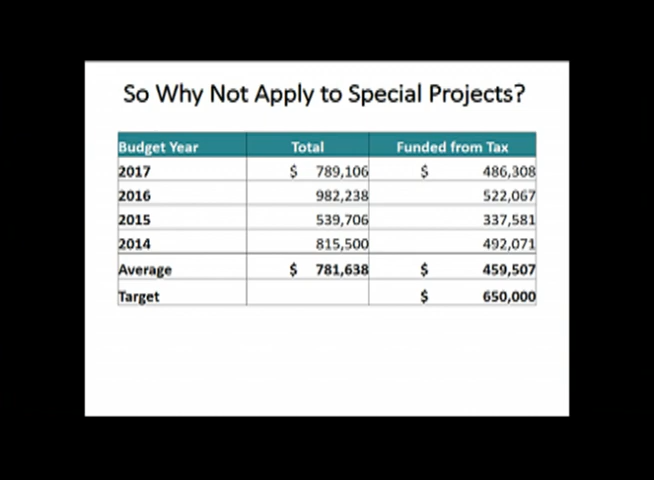 So Why Not Apply to Special Projects?
Budget Year Total Funded from Tax
2017 $ 789,106 $ 486,308
2016 982,238 522,067
2015 539,706 337,581
2014 815,500 492,071
Average $ 781,638 $ 459,507
Target $ 650,000